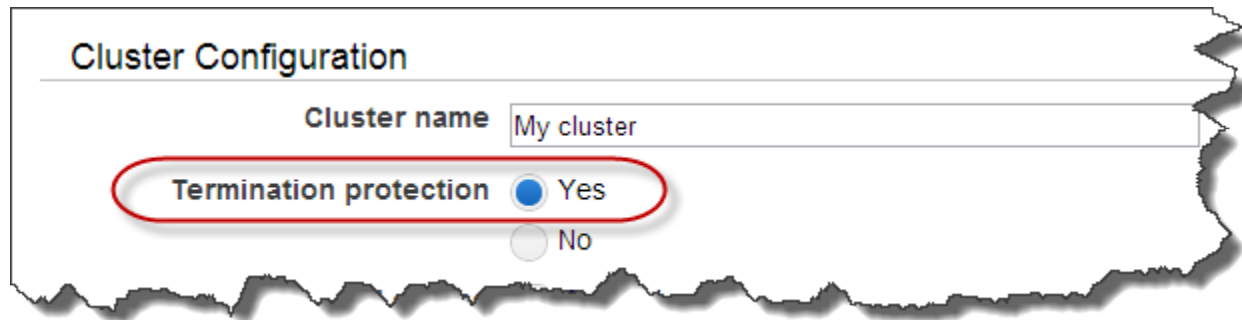 Cluster Configuration
Cluster name My cluster
Termination protection Yes
No